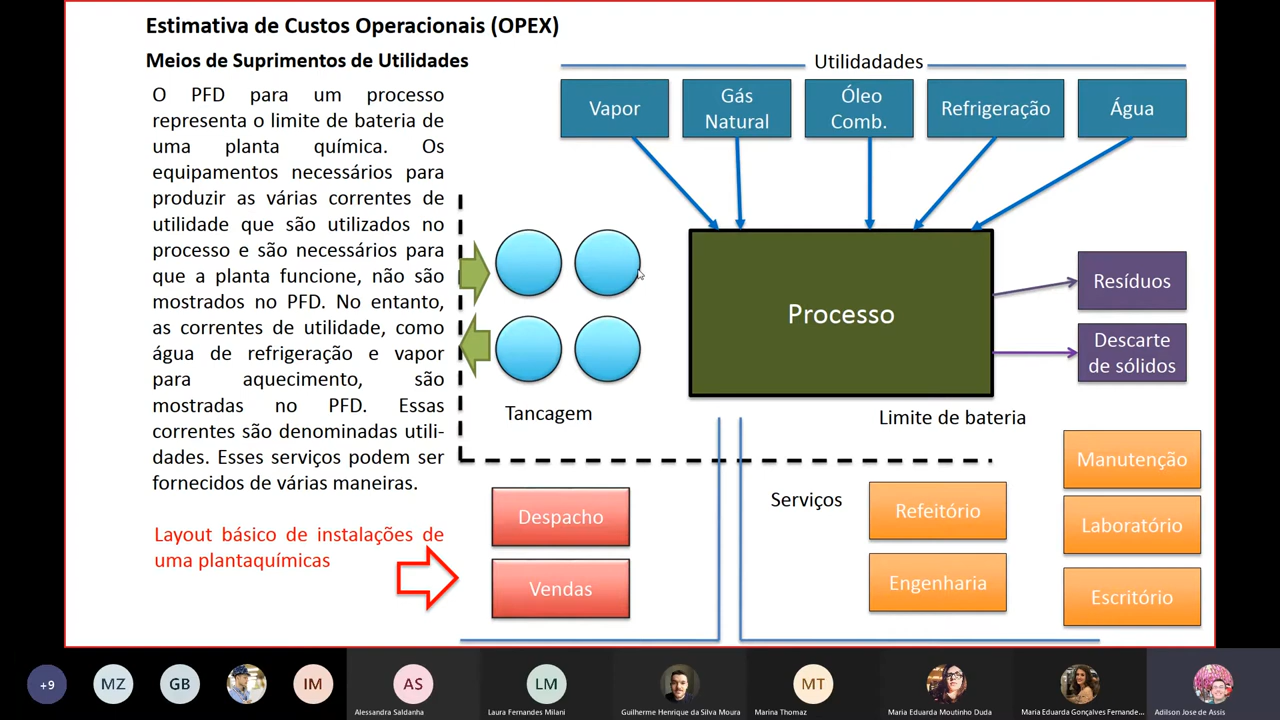 Estimativa de Custos Operacionais (OPEX)
Meios de Suprimentos de Utilidades
O PFD para um processo
representa o limite de bateria de
uma planta química. Os
equipamentos necessários para
produzir as várias correntes de
utilidade que são utilizados no
processo e são necessários para
que a planta funcione, não são
mostrados no PFD. No entanto,
as correntes de utilidade, como
água de refrigeração e vapor
para aquecimento, são
mostradas no PFD. Essas
correntes são denominadas utili-
dades. Esses serviços podem ser
fornecidos de várias maneiras.
Layout básico de instalações de
uma plantaquímicas
Utilidadades
Vapor
Gás
Natural
Óleo
Comb.
Refrigeração
Água
Processo
Resíduos
Descarte
de sólidos
Tancagem
Limite de bateria
Despacho
Vendas
Serviços
Refeitório
Engenharia
Manutenção
Laboratório
Escritório
+9
MZ
GB
IM
AS
LM
MT
Alessandra Saldanha
Laura Fernandes Milani
Guilherme Henrique da Silva Moura
Marina Thomaz
Maria Eduarda Moutinho Duda
Maria Eduarda Gonçalves Fernande...
Adilson Jose de Assis